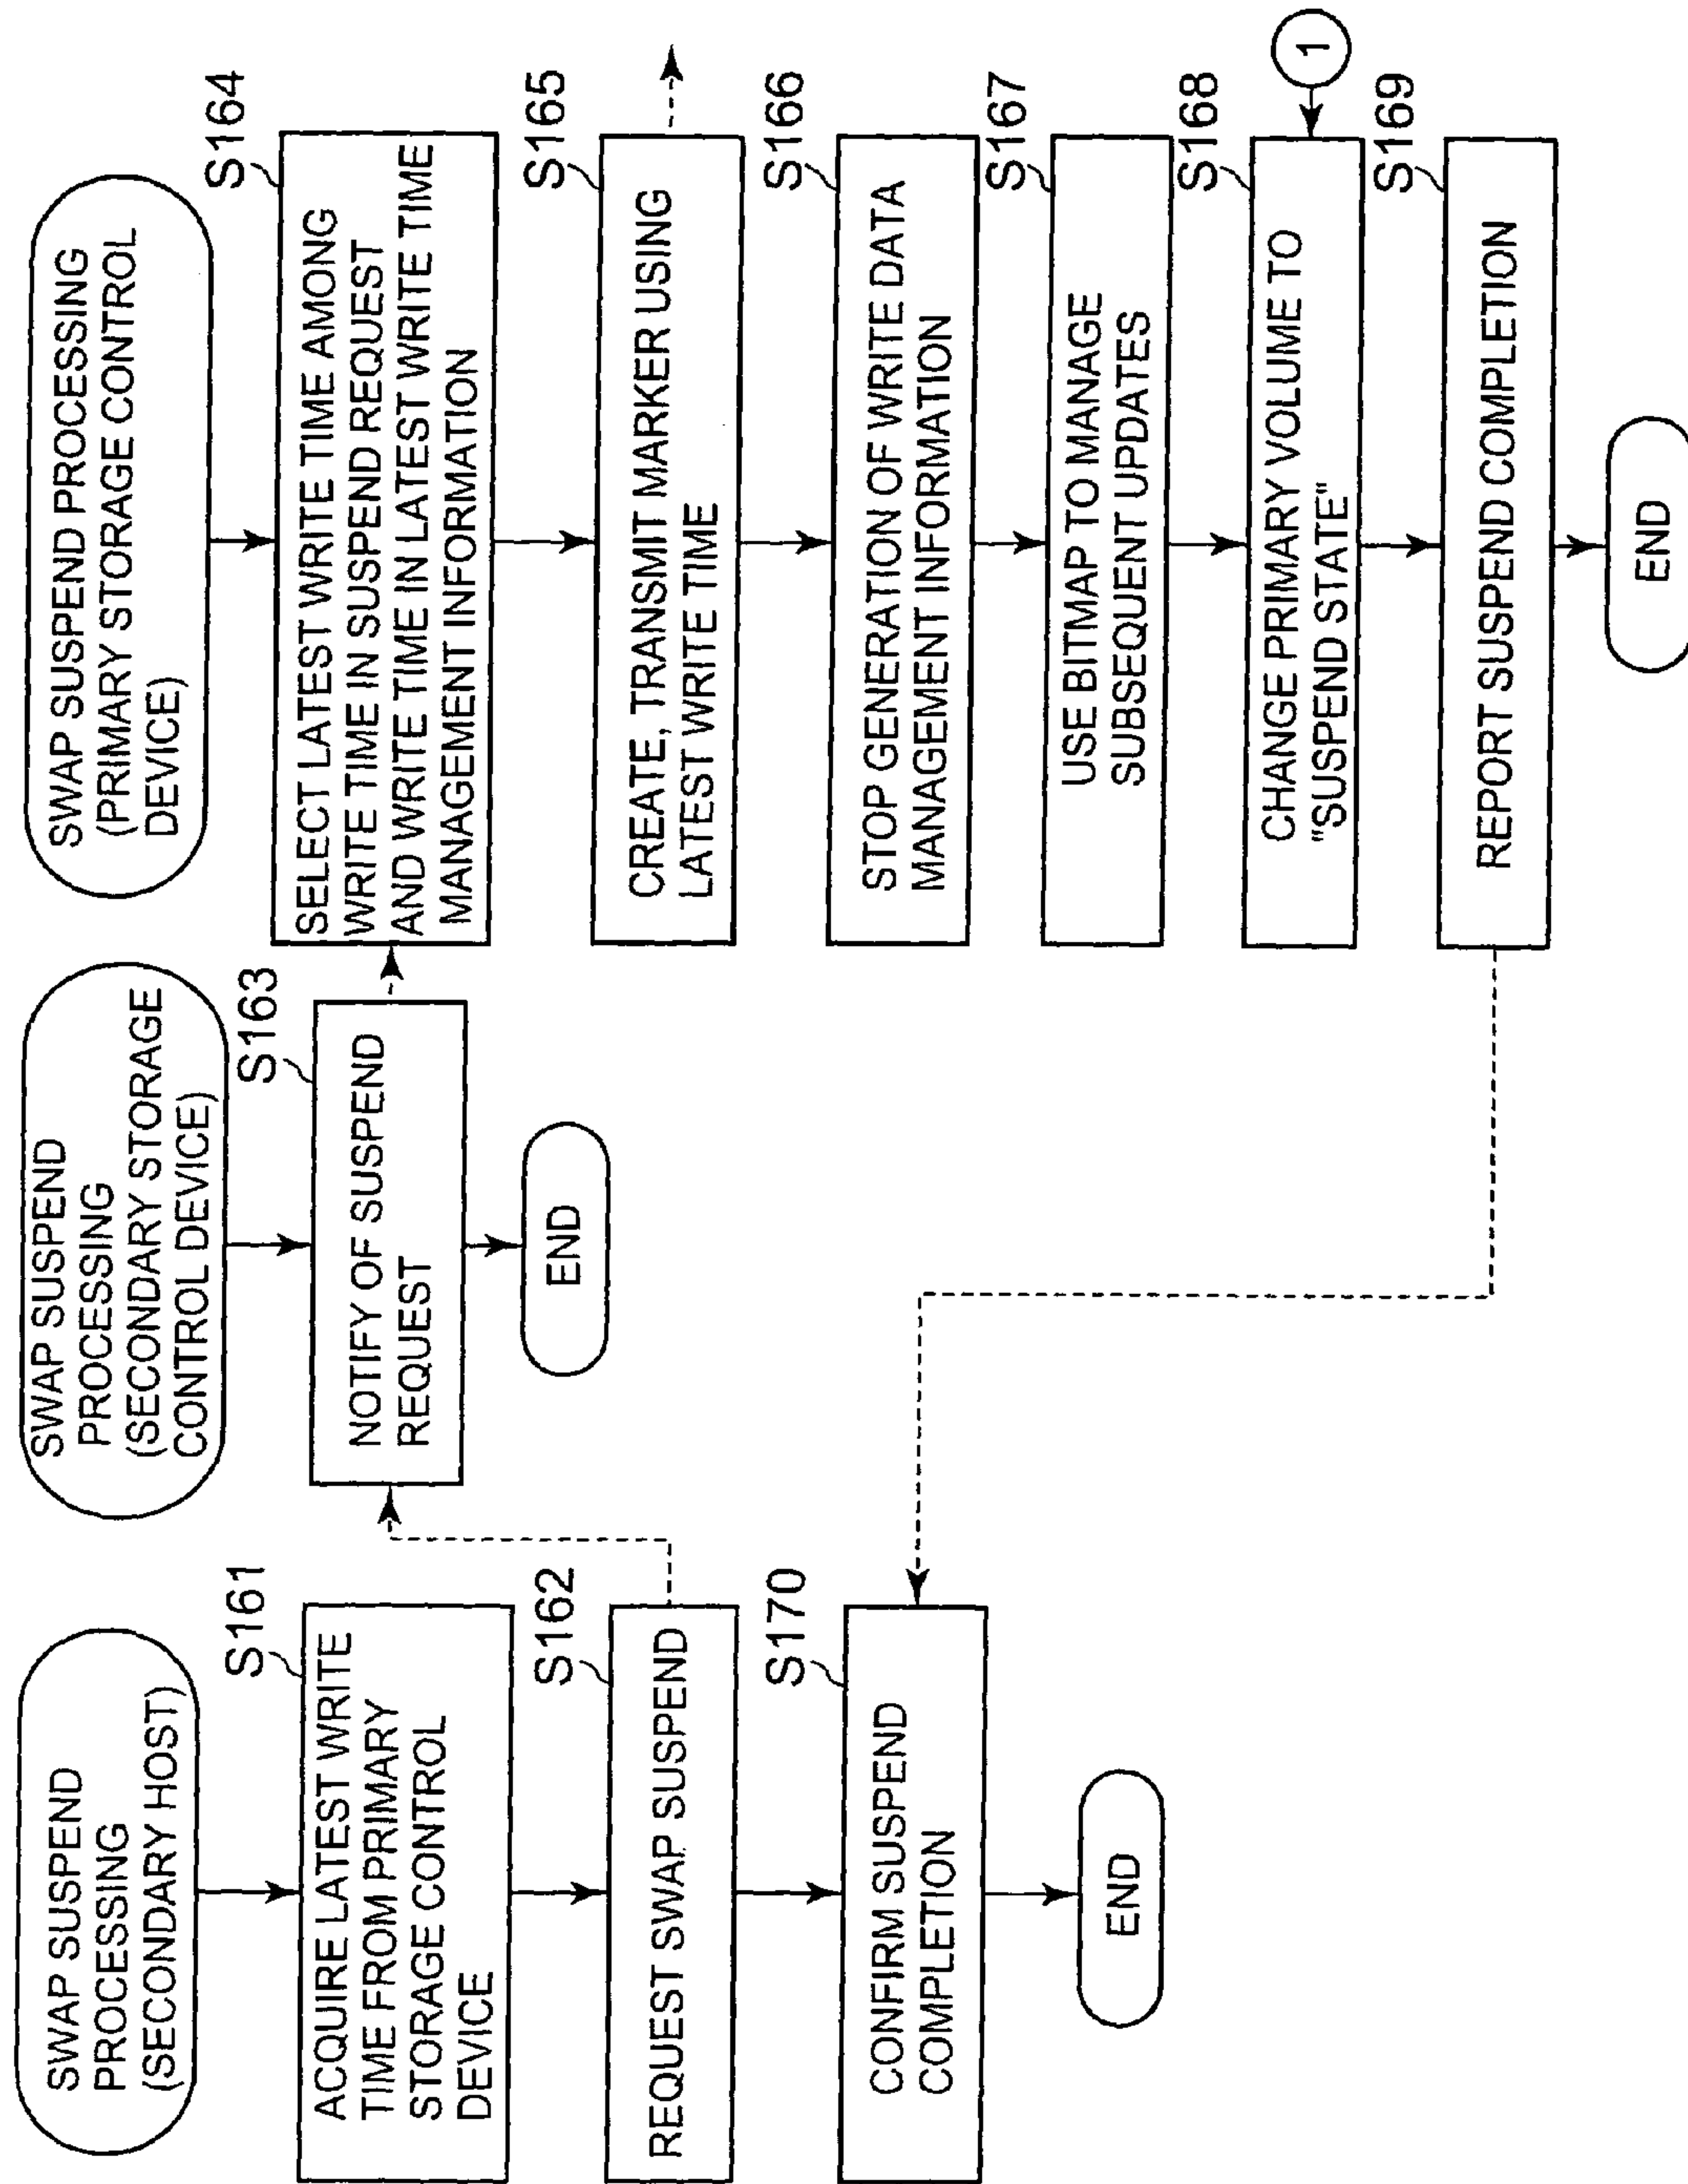 SWAP SUSPEND
PROCESSING
(SECONDARY HOST)
S161
ACQUIRE LATEST WRITE
TIME FROM PRIMARY
STORAGE CONTROL
DEVICE
S162
REQUEST SWAP SUSPEND
S170
CONFIRM SUSPEND
COMPLETION
END
SWAP SUSPEND
PROCESSING
(SECONDARY STORAGE
CONTROL DEVICE)
S163
NOTIFY OF SUSPEND
REQUEST
END
SWAP SUSPEND PROCESSING
(PRIMARY STORAGE CONTROL
DEVICE)
S164
SELECT LATEST WRITE TIME AMONG
WRITE TIME IN SUSPEND REQUEST
AND WRITE TIME IN LATEST WRITE TIME
MANAGEMENT INFORMATION
S165
CREATE, TRANSMIT MARKER USING
LATEST WRITE TIME
S166
STOP GENERATION OF WRITE DATA
MANAGEMENT INFORMATION
S167
USE BITMAP TO MANAGE
SUBSEQUENT UPDATES
S168
CHANGE PRIMARY VOLUME TO
"SUSPEND STATE"
1
S169
REPORT SUSPEND COMPLETION
END